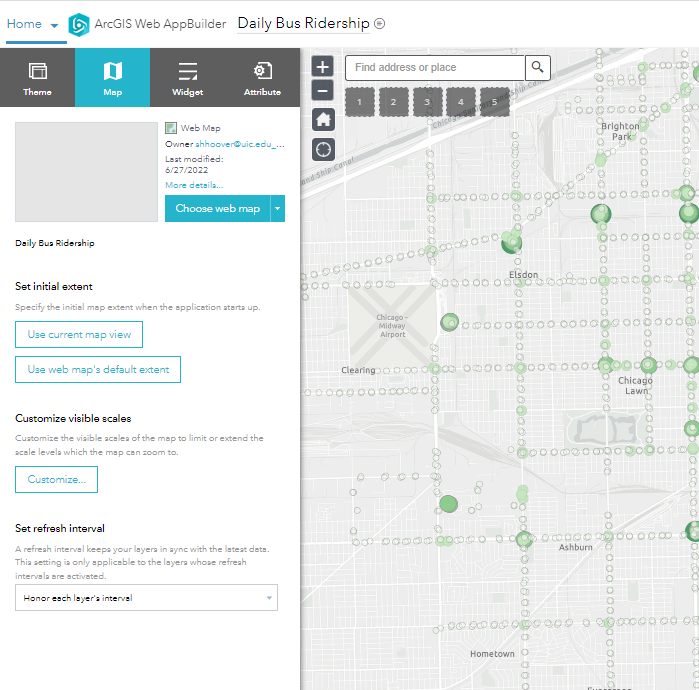 Home
ArcGIS Web AppBuilder
Daily Bus Ridership
Theme
Map
Widget
Attribute
Web Map
Owner shhoover@uic.edu_...
Last modified:
6/27/2022
More details...
Choose web map
Daily Bus Ridership
Set initial extent
Specify the initial map extent when the application starts up.
Use current map view
Use web map's default extent
Customize visible scales
Customize the visible scales of the map to limit or extend the
scale levels which the map can zoom to.
Customize...
Set refresh interval
A refresh interval keeps your layers in sync with the latest data.
This setting is only applicable to the layers whose refresh
intervals are activated.
Honor each layer's interval
Find address or place
1 2 3 4 5
Brighton
Park
and Ship Canal
Elsdon
Chicago -
Midway
Airport
Clearing
Chicago
Lawn
Ashburn
Hometown